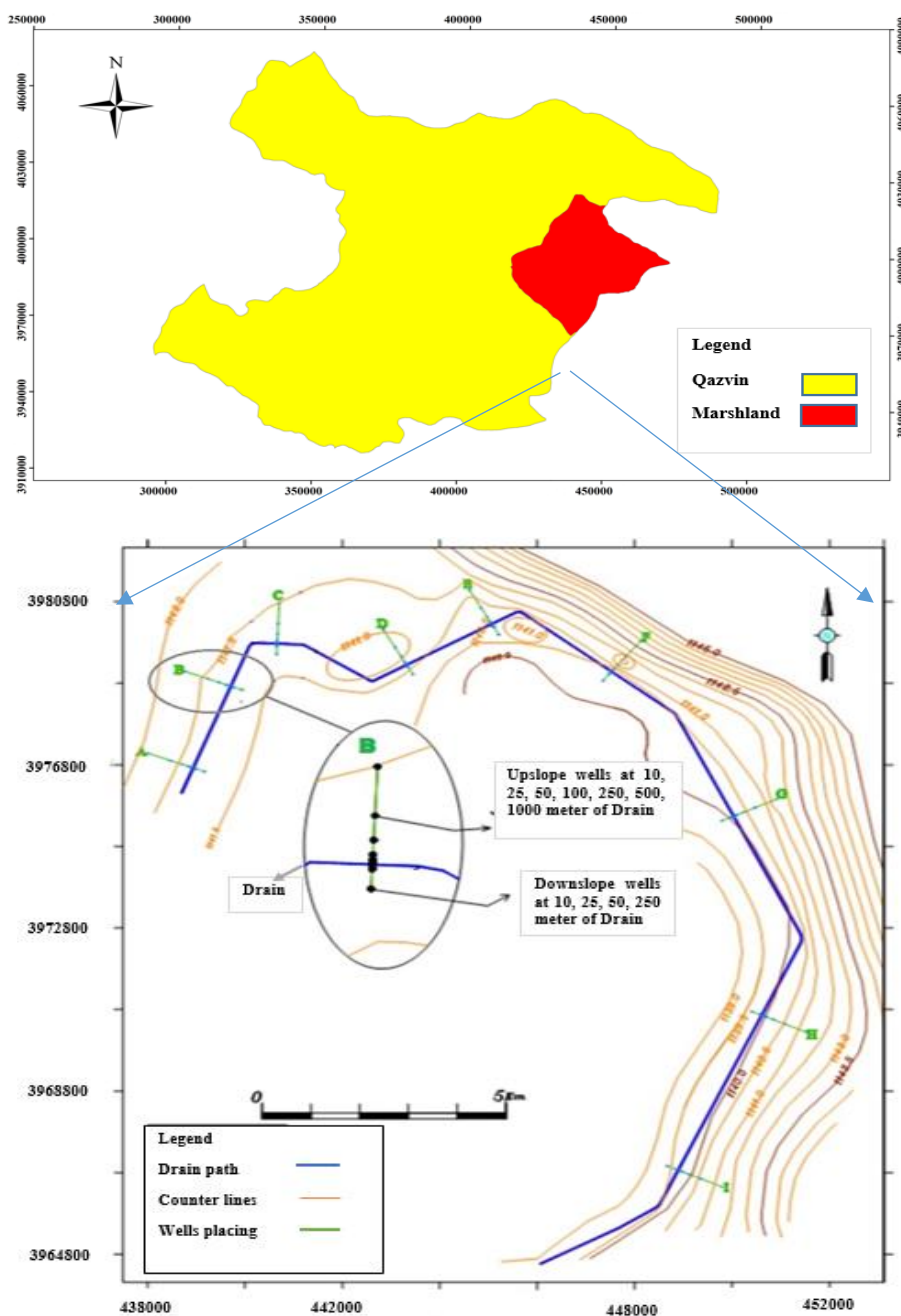 250000 300000 350000 400000 450000 500000
N
4060000
4030000
4000000
3970000
3940000
3910000
4060000
4000000
3970000
Legend
Qazvin
Marshland
300000 350000 400000 450000 500000
3980800
3976800
3972800
3968800
3964800
C
D
B
A
F
G
H
B
Upslope wells at 10,
25, 50, 100, 250, 500,
1000 meter of Drain
Drain
Downslope wells
at 10, 25, 50, 250
meter of Drain
0 5Km
Legend
Drain path
Counter lines
Wells placing
438000 442000 448000 452000